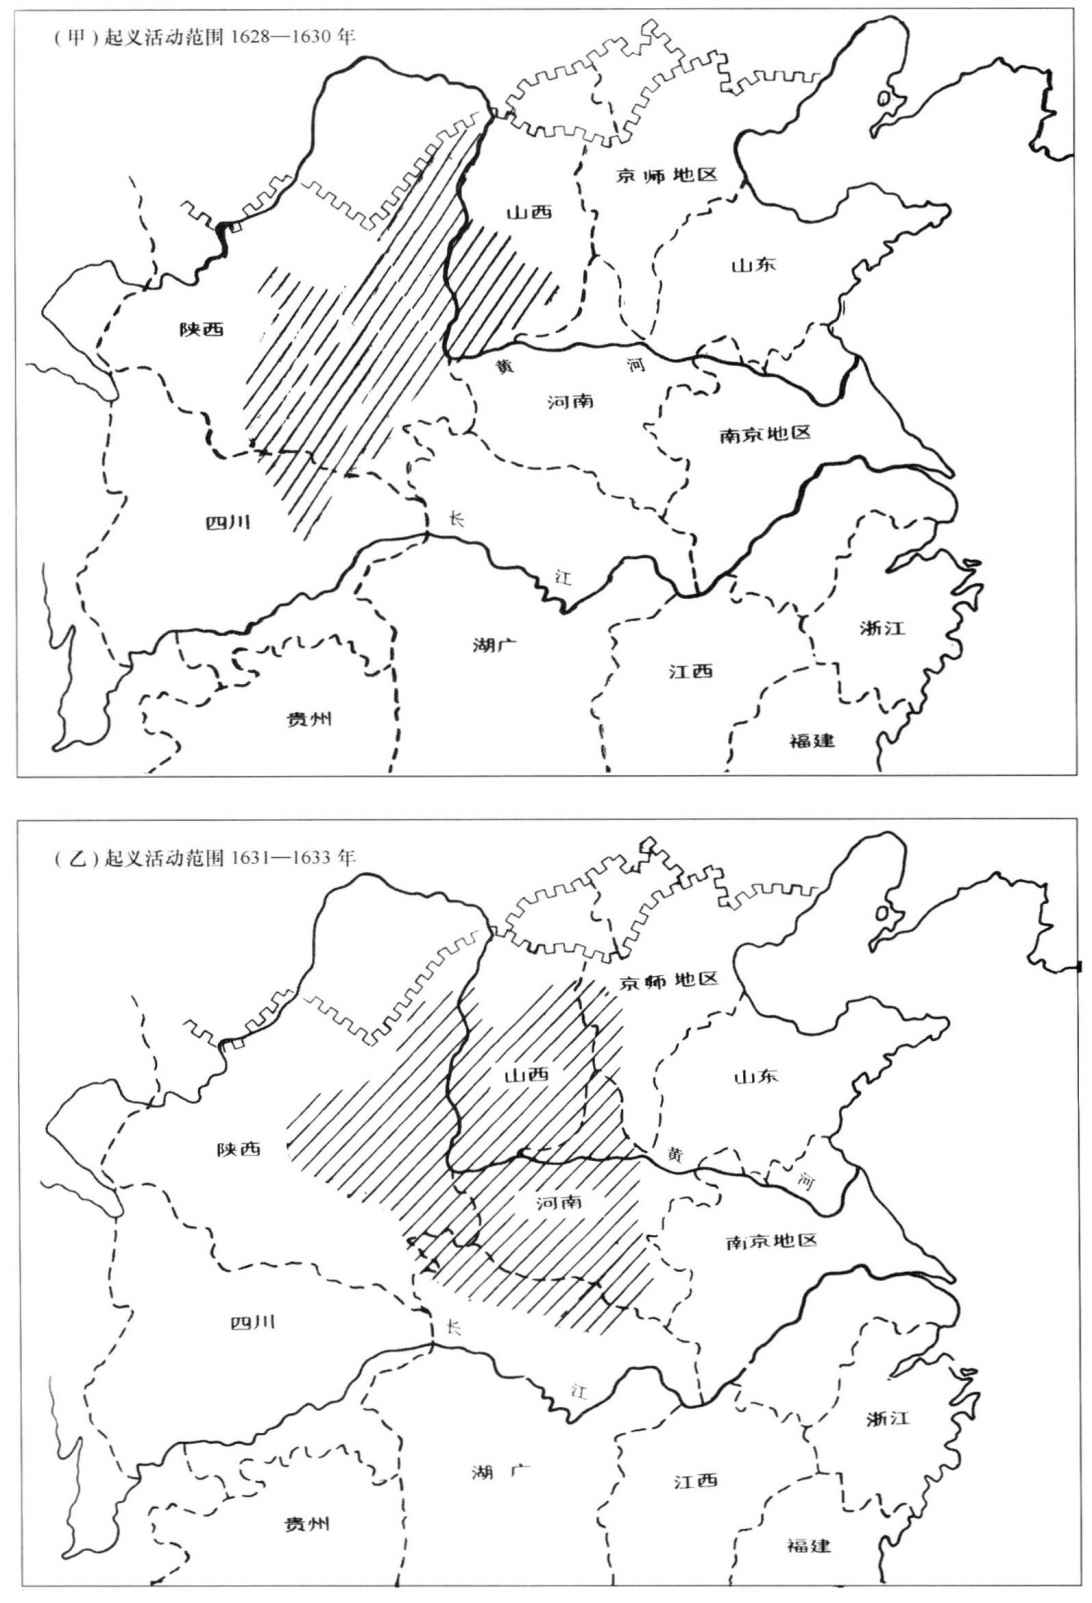 (甲)起义活动范围 1628—1630 年
京师地区
山西
山东
陕西
黄
河
河南
南京地区
四川
长
江
浙江
湖广
江西
贵州
福建
(乙)起义活动范围 1631—1633 年
京师地区
山西
山东
陕西
黄
河
河南
南京地区
四川
长
江
浙江
湖广
江西
贵州
福建